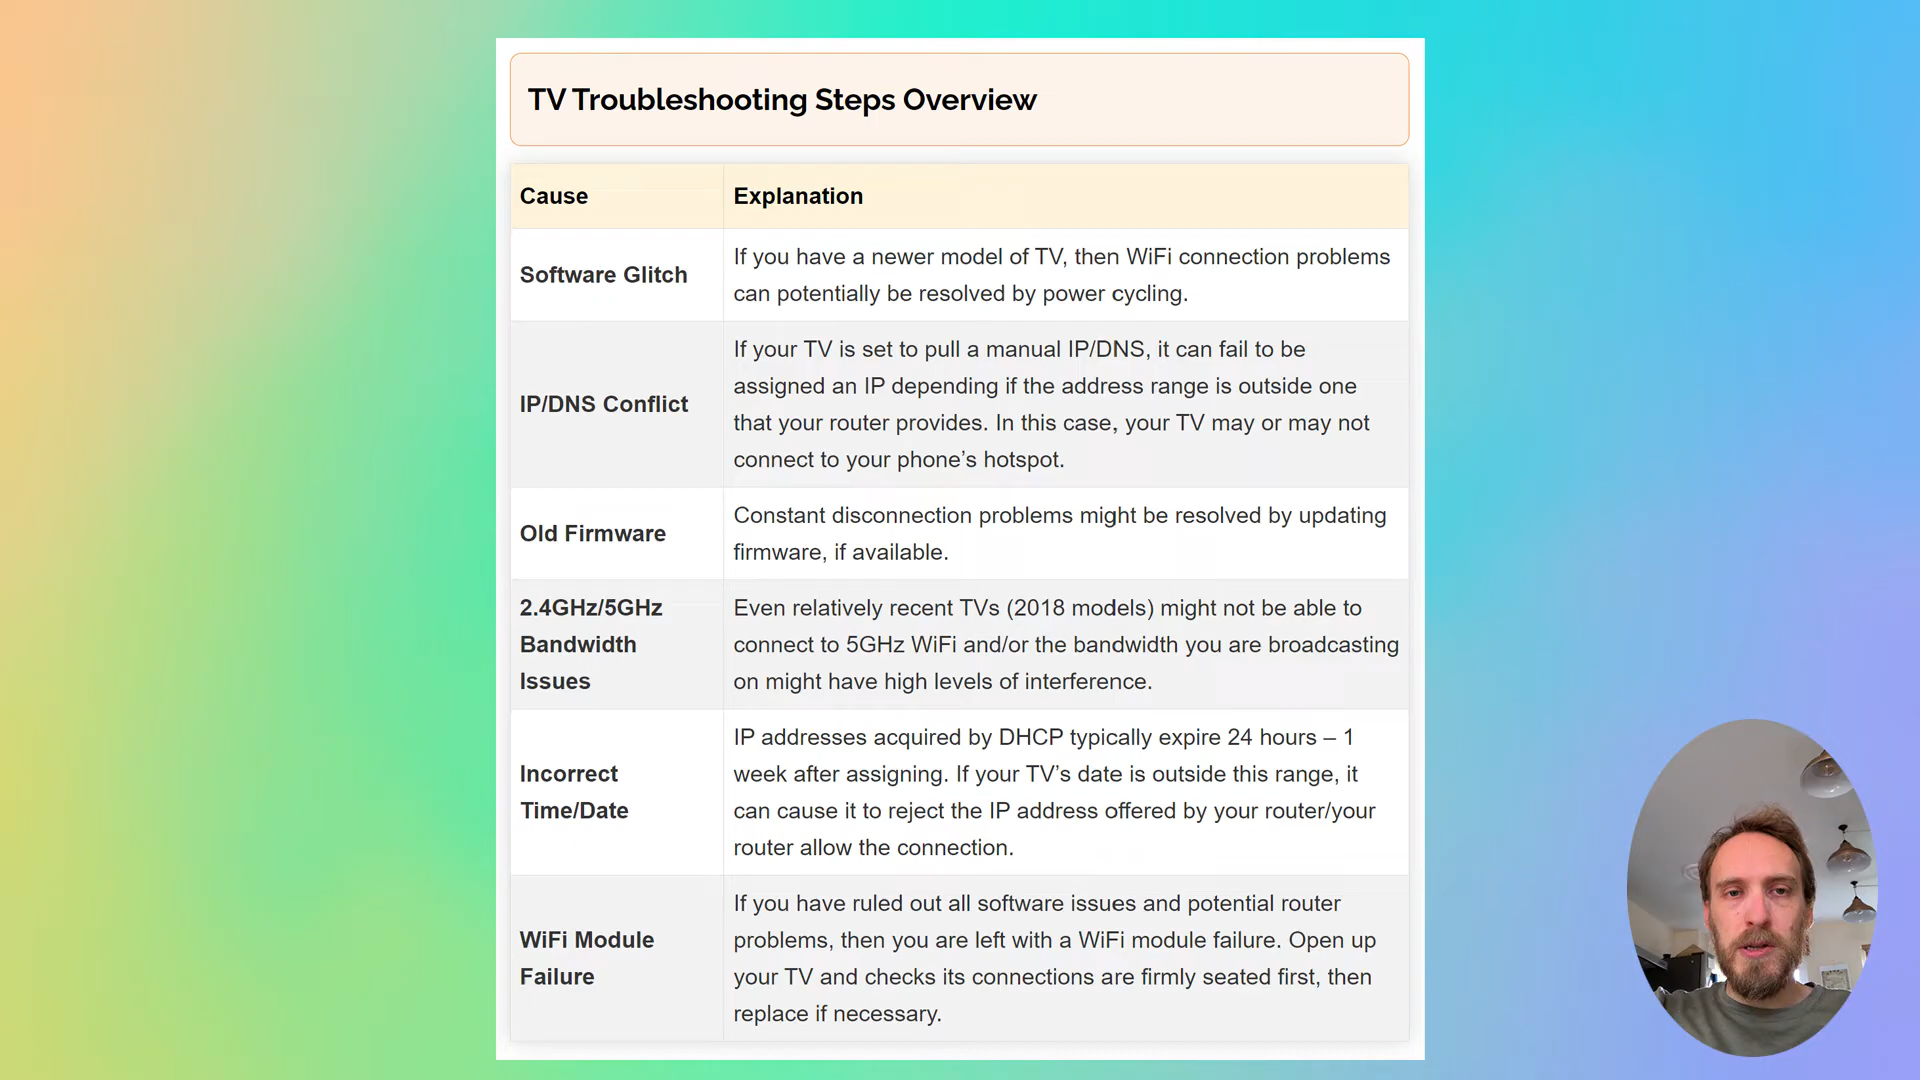 TV Troubleshooting Steps Overview
Cause
Explanation
Software Glitch
If you have a newer model of TV, then WiFi connection problems
can potentially be resolved by power cycling.
IP/DNS Conflict
If your TV is set to pull a manual IP/DNS, it can fail to be
assigned an IP depending if the address range is outside one
that your router provides. In this case, your TV may or may not
connect to your phone’s hotspot.
Old Firmware
Constant disconnection problems might be resolved by updating
firmware, if available.
2.4GHz/5GHz
Bandwidth
Issues
Even relatively recent TVs (2018 models) might not be able to
connect to 5GHz WiFi and/or the bandwidth you are broadcasting
on might have high levels of interference.
Incorrect
Time/Date
IP addresses acquired by DHCP typically expire 24 hours – 1
week after assigning. If your TV’s date is outside this range, it
can cause it to reject the IP address offered by your router/your
router allow the connection.
WiFi Module
Failure
If you have ruled out all software issues and potential router
problems, then you are left with a WiFi module failure. Open up
your TV and checks its connections are firmly seated first, then
replace if necessary.